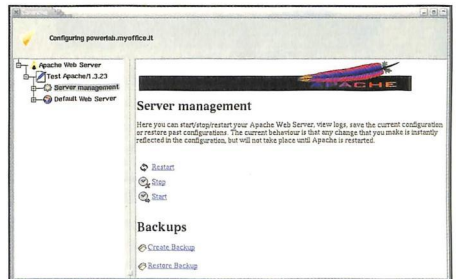 Configuring powerlab.myoffice.it
Apache Web Server
Test Apache/1.3.23
Server management
Default Web Server
APACHE
Server management
Here you can start/stop/restart your Apache Web Server, view logs, save the current configuration
or restore past configurations. The current behaviour is that any change that you make is instantly
reflected in the configuration, but will not take place until Apache is restarted.
Restart
Stop
Start
Backups
Create Backup
Restore Backup